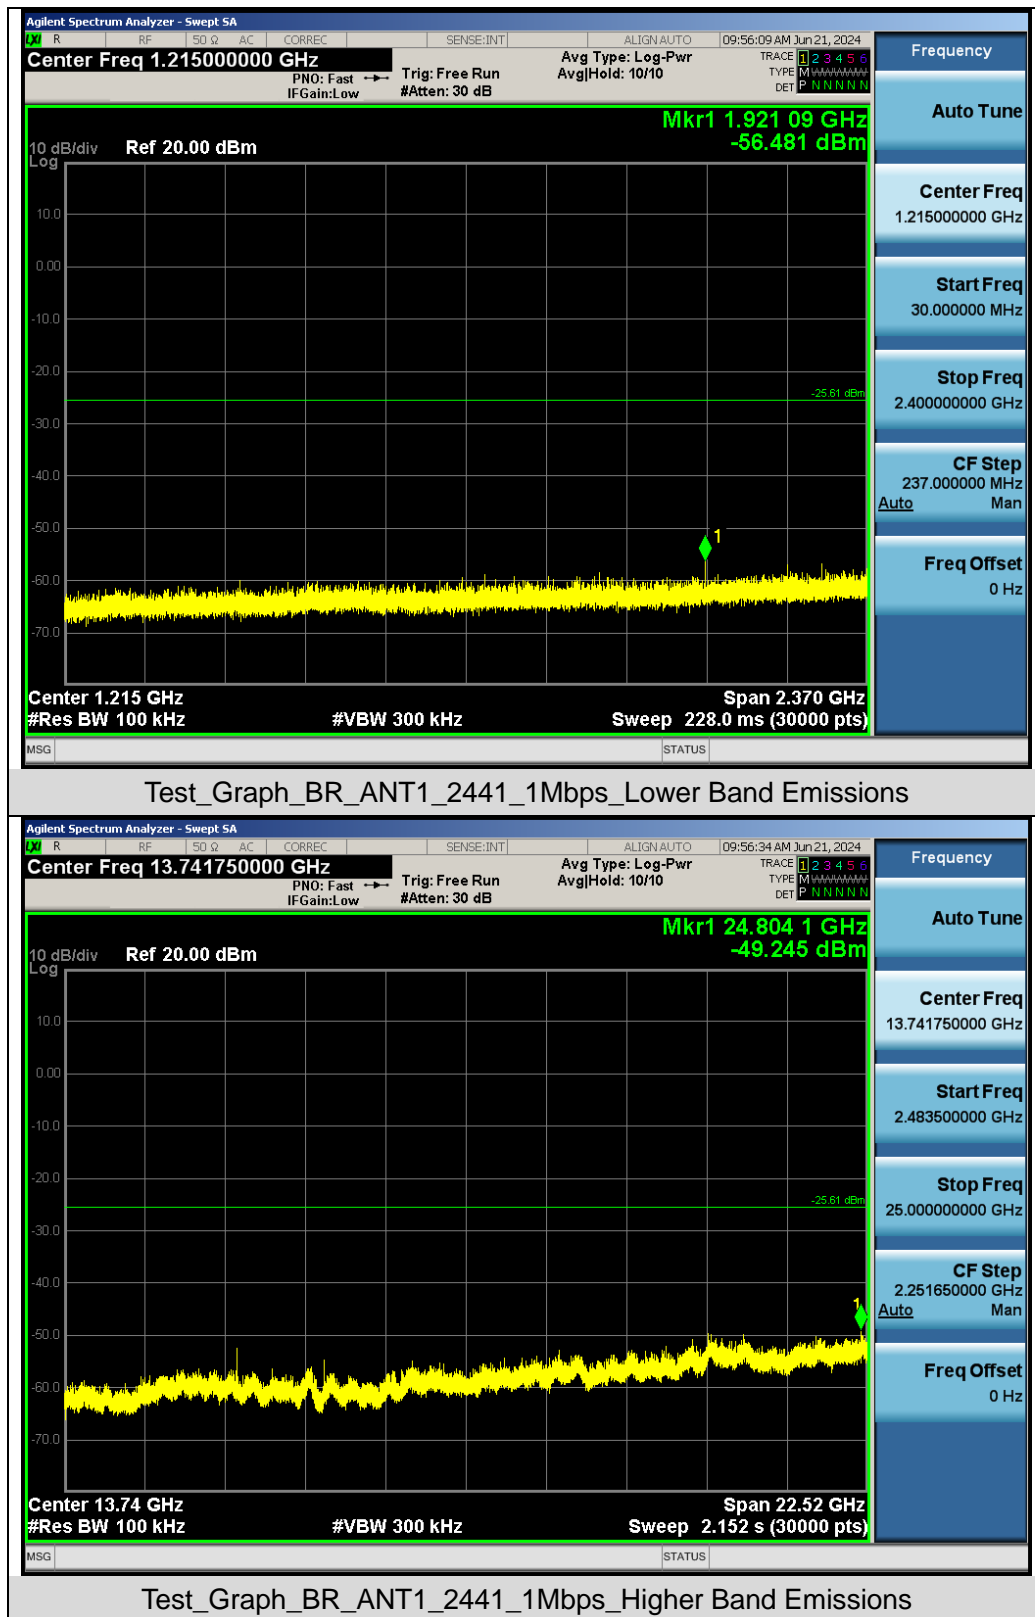 Agilent Spectrum Analyzer - Swept SA
LXI R RF 50 Ω AC CORREC SENSE:INT ALIGN AUTO 09:56:09 AM Jun 21, 2024
Center Freq 1.215000000 GHz
PNO: Fast
IFGain:Low
Trig: Free Run
#Atten: 30 dB
Avg Type: Log-Pwr
Avg|Hold: 10/10
TRACE 1 2 3 4 5 6
TYPE M
DET P N N N N N
Mkr1 1.921 09 GHz
-56.481 dBm
10 dB/div Ref 20.00 dBm
Log
10.0
0.00
-10.0
-20.0
-25.61 dBm
-30.0
-40.0
-50.0
1
-60.0
-70.0
Center 1.215 GHz Span 2.370 GHz
#Res BW 100 kHz #VBW 300 kHz Sweep 228.0 ms (30000 pts)
MSG STATUS
Frequency
Auto Tune
Center Freq
1.215000000 GHz
Start Freq
30.000000 MHz
Stop Freq
2.400000000 GHz
CF Step
237.000000 MHz
Auto Man
Freq Offset
0 Hz
Test_Graph_BR_ANT1_2441_1Mbps_Lower Band Emissions
Agilent Spectrum Analyzer - Swept SA
LXI R RF 50 Ω AC CORREC SENSE:INT ALIGN AUTO 09:56:34 AM Jun 21, 2024
Center Freq 13.741750000 GHz
PNO: Fast
IFGain:Low
Trig: Free Run
#Atten: 30 dB
Avg Type: Log-Pwr
Avg|Hold: 10/10
TRACE 1 2 3 4 5 6
TYPE M
DET P N N N N N
Mkr1 24.804 1 GHz
-49.245 dBm
10 dB/div Ref 20.00 dBm
Log
10.0
0.00
-10.0
-20.0
-25.61 dBm
-30.0
-40.0
1
-50.0
-60.0
-70.0
Center 13.74 GHz Span 22.52 GHz
#Res BW 100 kHz #VBW 300 kHz Sweep 2.152 s (30000 pts)
MSG STATUS
Frequency
Auto Tune
Center Freq
13.741750000 GHz
Start Freq
2.483500000 GHz
Stop Freq
25.000000000 GHz
CF Step
2.251650000 GHz
Auto Man
Freq Offset
0 Hz
Test_Graph_BR_ANT1_2441_1Mbps_Higher Band Emissions